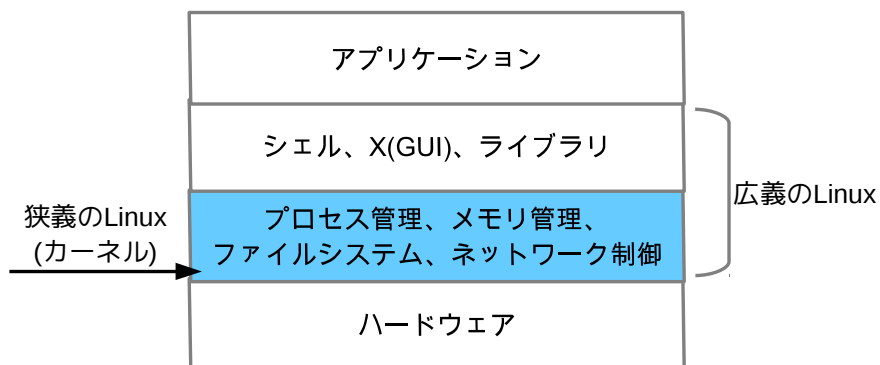 アプリケーション
シェル、X(GUI)、ライブラリ
広義のLinux
狭義のLinux
(カーネル)
プロセス管理、メモリ管理、
ファイルシステム、ネットワーク制御
ハードウェア